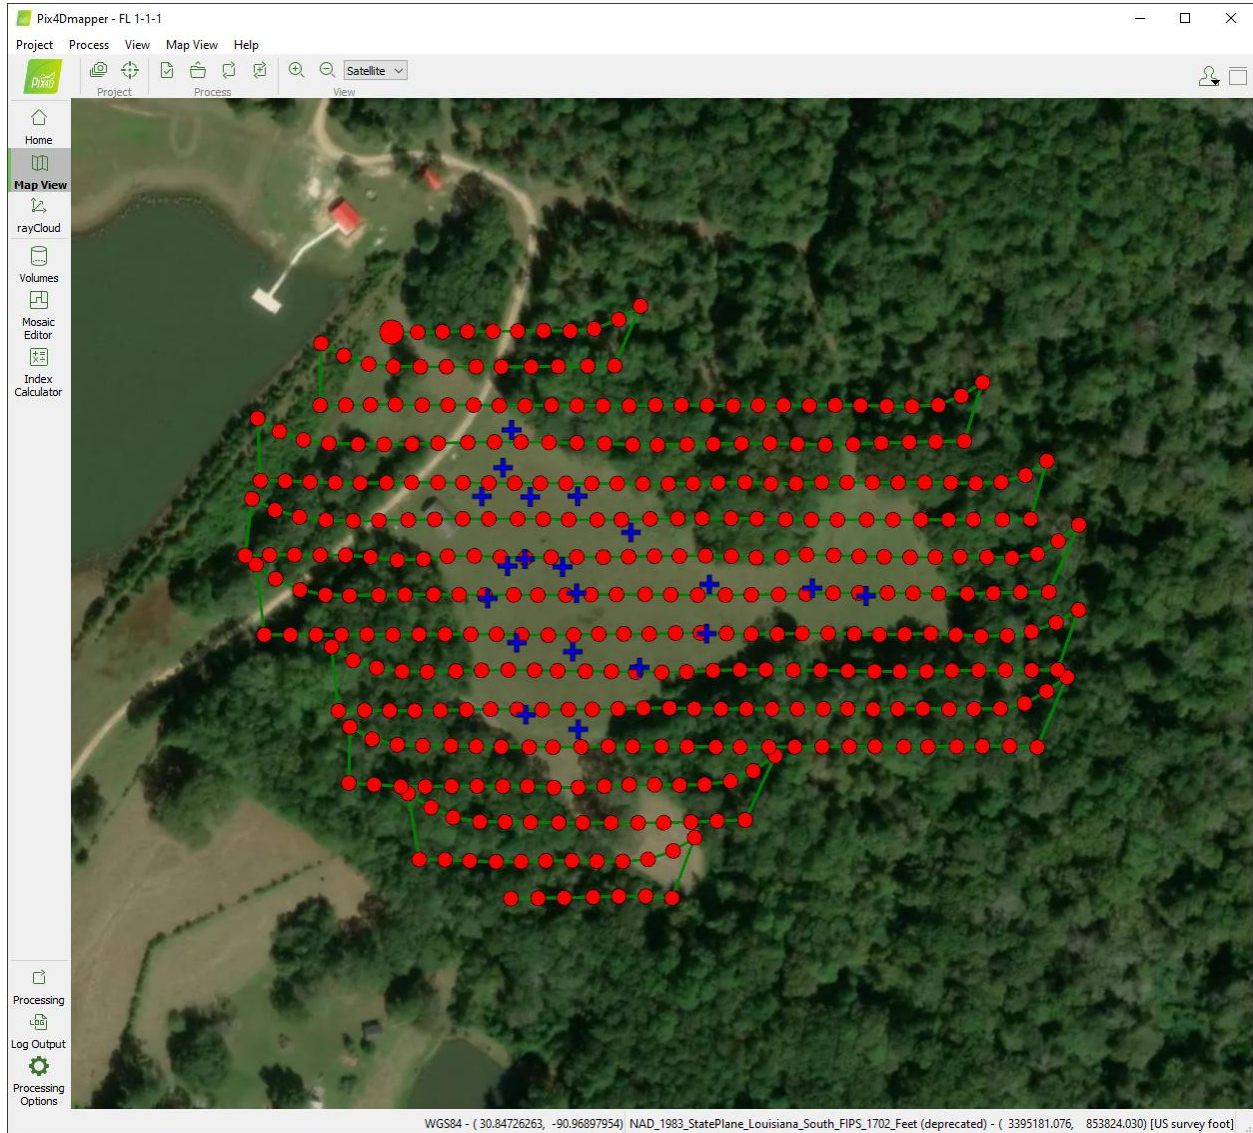 Pix4Dmapper - FL 1-1-1
Project Process View Map View Help
PIX4D
Satellite
Project Process View
Home
Map View
rayCloud
Volumes
Mosaic
Editor
Index
Calculator
Processing
LOG
Log Output
Processing
Options
WGS84 - ( 30.84726263, -90.96897954) NAD_1983_StatePlane_Louisiana_South_FIPS_1702_Feet (deprecated) - ( 3395181.076, 853824.030) [US survey foot]